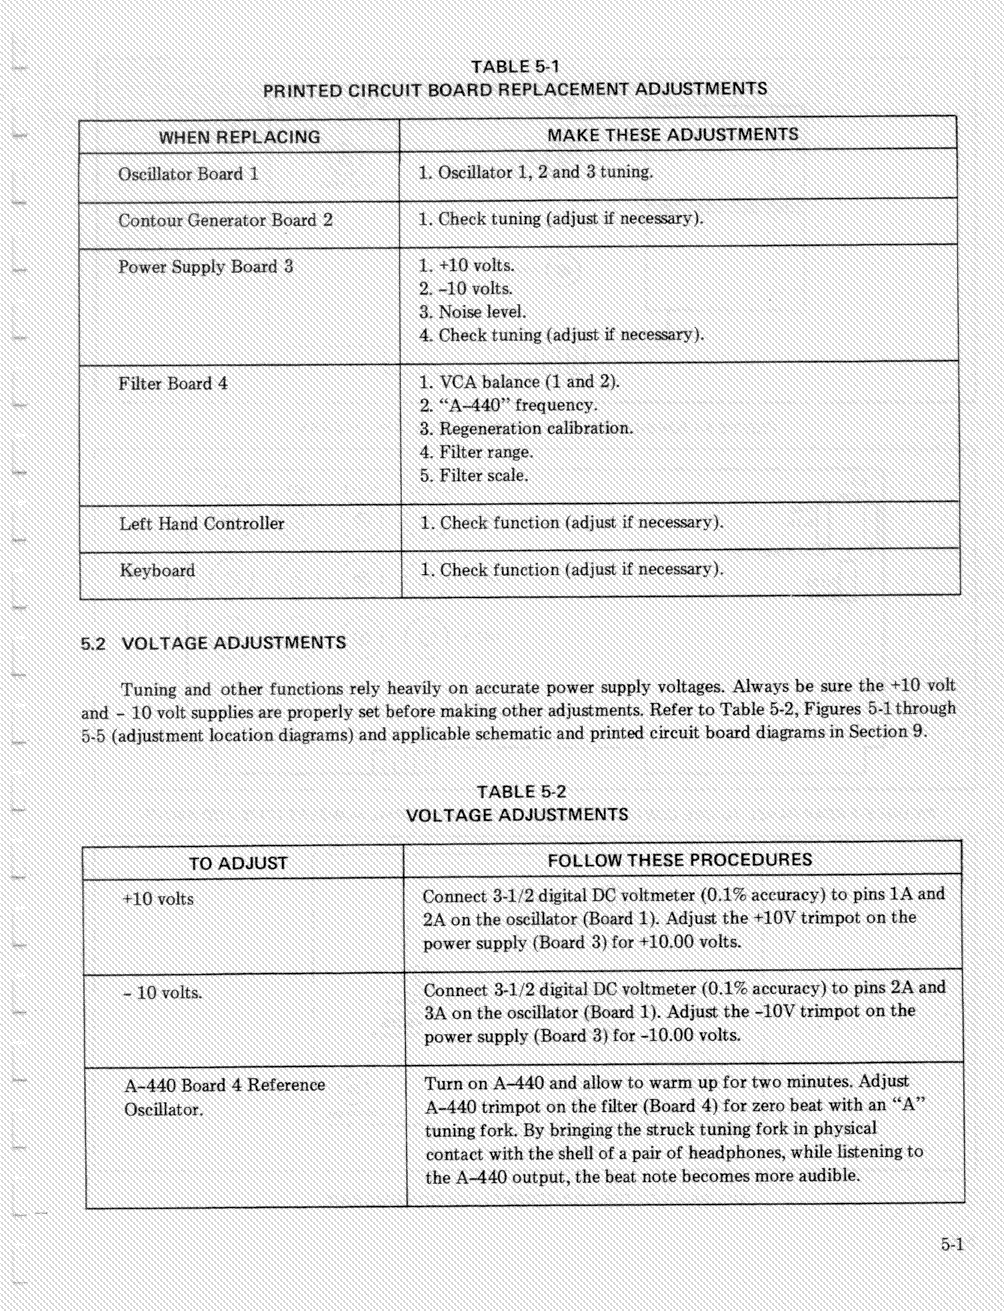 TABLE 5-1
PRINTED CIRCUIT BOARD REPLACEMENT ADJUSTMENTS
WHEN REPLACING
MAKE THESE ADJUSTMENTS
Oscillator Board 1
1. Oscillator 1, 2 and 3 tuning.
Contour Generator Board 2
1. Check tuning (adjust if necessary).
Power Supply Board 3
1. +10 volts.
2. –10 volts.
3. Noise level.
4. Check tuning (adjust if necessary).
Filter Board 4
1. VCA balance (1 and 2).
2. “A–440” frequency.
3. Regeneration calibration.
4. Filter range.
5. Filter scale.
Left Hand Controller
1. Check function (adjust if necessary).
Keyboard
1. Check function (adjust if necessary).
5.2 VOLTAGE ADJUSTMENTS
Tuning and other functions rely heavily on accurate power supply voltages. Always be sure the +10 volt
and – 10 volt supplies are properly set before making other adjustments. Refer to Table 5-2, Figures 5-1 through
5-5 (adjustment location diagrams) and applicable schematic and printed circuit board diagrams in Section 9.
TABLE 5-2
VOLTAGE ADJUSTMENTS
TO ADJUST
FOLLOW THESE PROCEDURES
+10 volts
Connect 3-1/2 digital DC voltmeter (0.1% accuracy) to pins 1A and
2A on the oscillator (Board 1). Adjust the +10V trimpot on the
power supply (Board 3) for +10.00 volts.
– 10 volts.
Connect 3-1/2 digital DC voltmeter (0.1% accuracy) to pins 2A and
3A on the oscillator (Board 1). Adjust the –10V trimpot on the
power supply (Board 3) for –10.00 volts.
A–440 Board 4 Reference
Oscillator.
Turn on A–440 and allow to warm up for two minutes. Adjust
A–440 trimpot on the filter (Board 4) for zero beat with an “A”
tuning fork. By bringing the struck tuning fork in physical
contact with the shell of a pair of headphones, while listening to
the A–440 output, the beat note becomes more audible.
5-1